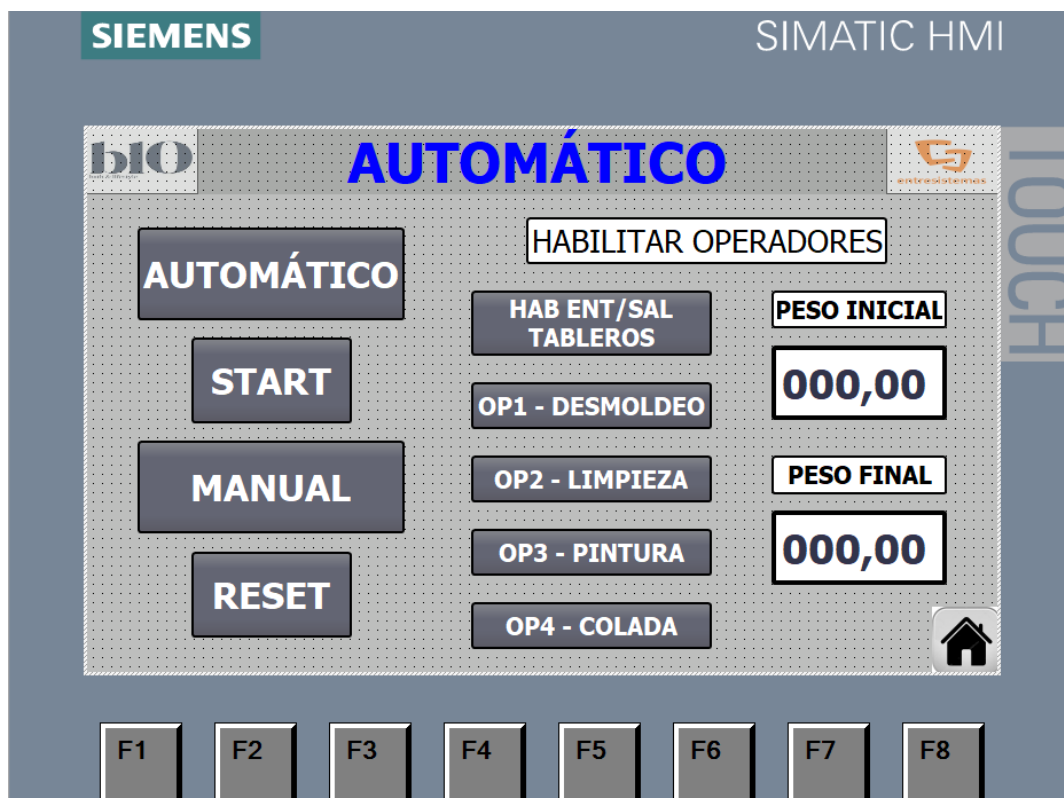 SIEMENS
SIMATIC HMI
TOUCH
b10
AUTOMÁTICO
entresistemas
AUTOMÁTICO
START
MANUAL
RESET
HABILITAR OPERADORES
HAB ENT/SAL
TABLEROS
OP1 - DESMOLDEO
OP2 - LIMPIEZA
OP3 - PINTURA
OP4 - COLADA
PESO INICIAL
000,00
PESO FINAL
000,00
F1
F2
F3
F4
F5
F6
F7
F8